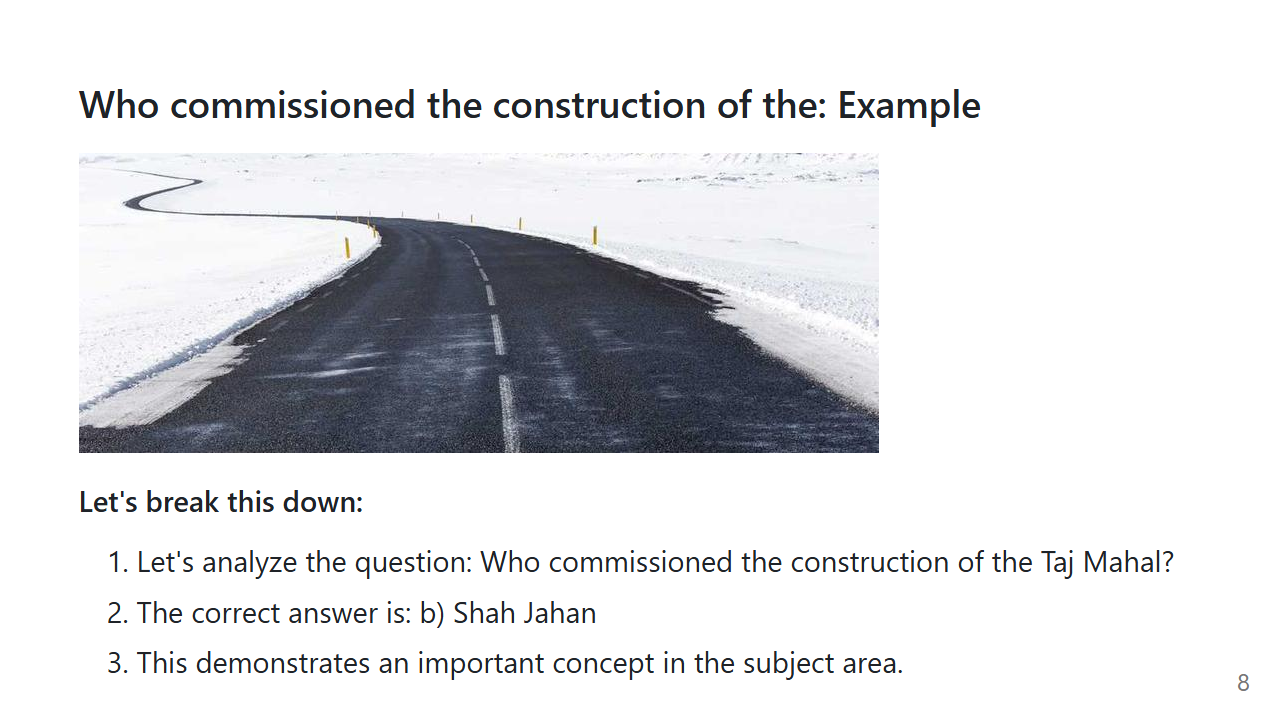 Who commissioned the construction of the: Example
Let's break this down:
1. Let's analyze the question: Who commissioned the construction of the Taj Mahal?
2. The correct answer is: b) Shah Jahan
3. This demonstrates an important concept in the subject area.
8